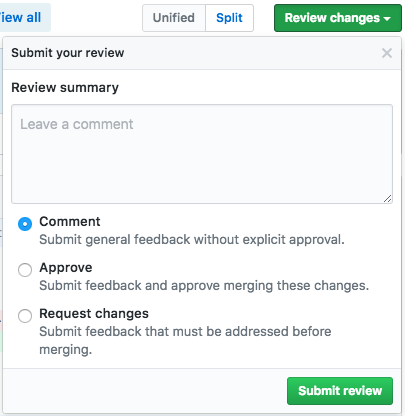 View all
Unified
Split
Review changes
Submit your review
Review summary
Leave a comment
Comment
Submit general feedback without explicit approval.
Approve
Submit feedback and approve merging these changes.
Request changes
Submit feedback that must be addressed before
merging.
Submit review